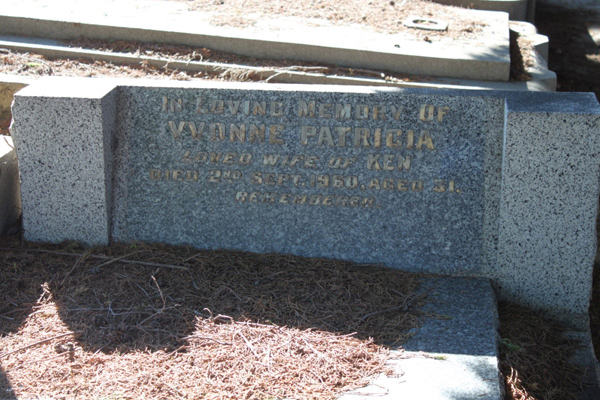 IN LOVING MEMORY OF
YVONNE PATRICIA
LOVED WIFE OF KEN
DIED 2ND SEPT. 1960. AGED 31.
REMEMBERED.